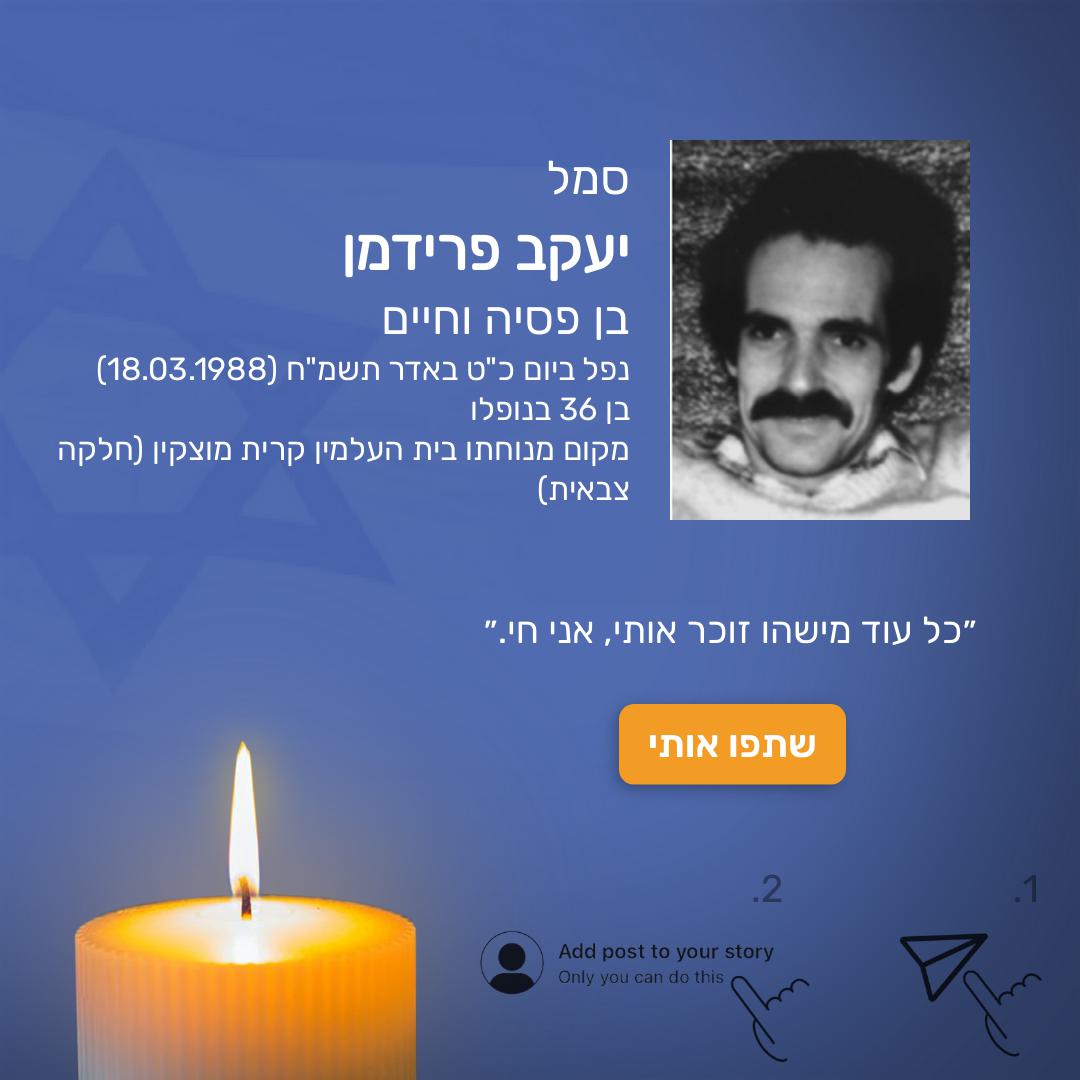 סמל
יעקב פרידמן
בן פסיה וחיים
נפל ביום כ"ט באדר תשמ"ח (18.03.1988)
בן 36 בנופלו
מקום מנוחתו בית העלמין קרית מוצקין (חלקה
צבאית)
״כל עוד מישהו זוכר אותי, אני חי.״
שתפו אותי
.1
.2
Add post to your story
Only you can do this